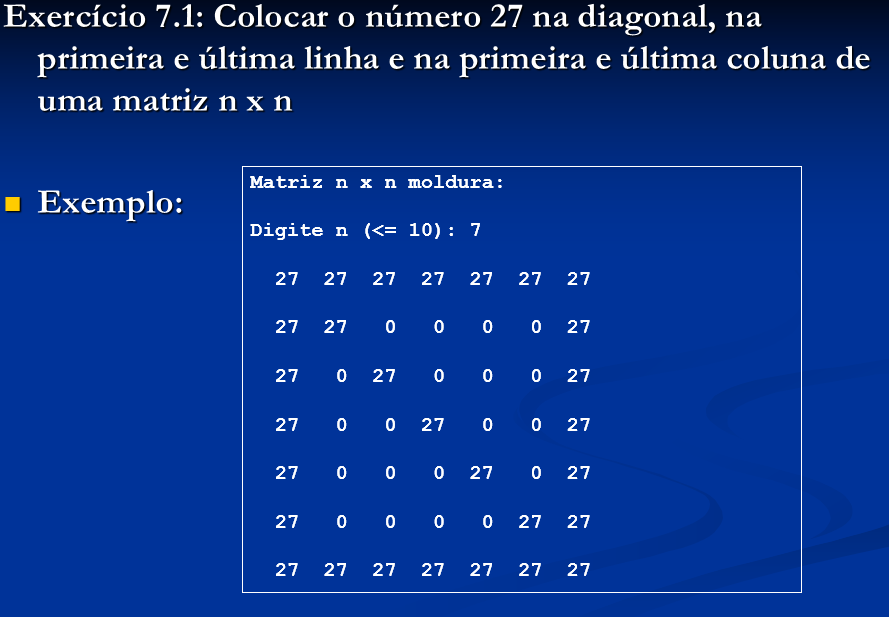 Exercício 7.1: Colocar o número 27 na diagonal, na
primeira e última linha e na primeira e última coluna de
uma matriz n x n
Exemplo:
Matriz n x n moldura:
Digite n (<= 10): 7
27 27 27 27 27 27 27
27 27 0 0 0 0 27
27 0 27 0 0 0 27
27 0 0 27 0 0 27
27 0 0 0 27 0 27
27 0 0 0 0 27 27
27 27 27 27 27 27 27